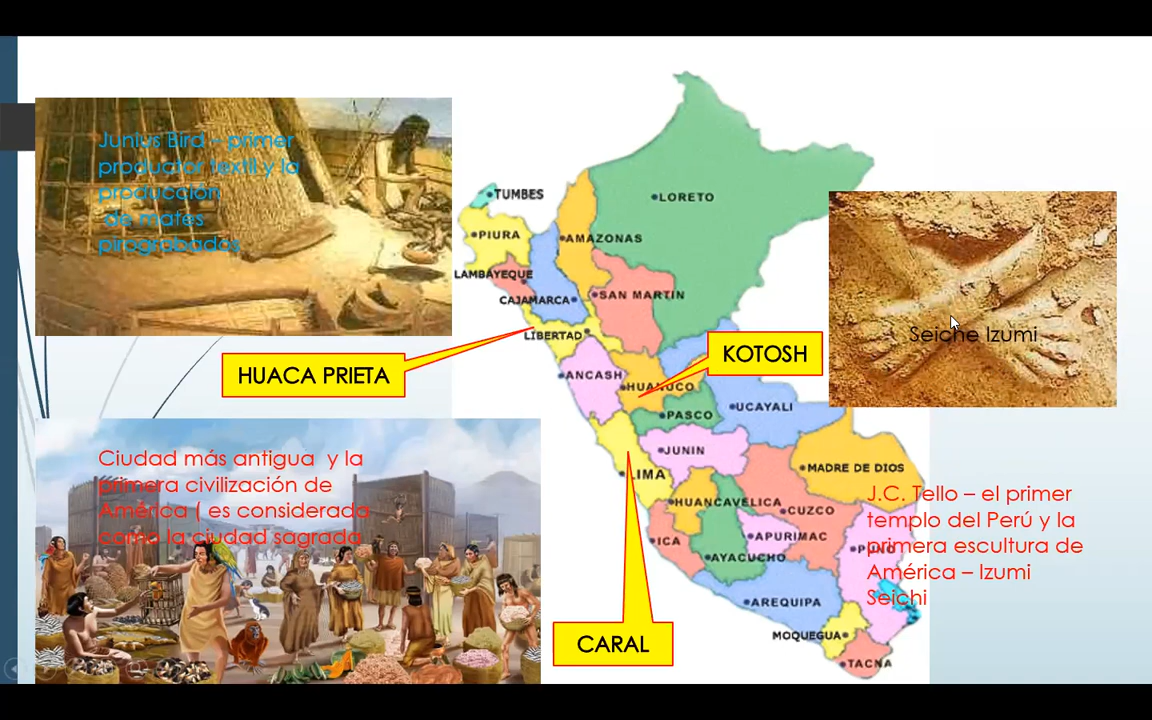 Junius Bird – primer
productor textil y la
producción
de mates
pirograbados
TUMBES
PIURA
LORETO
AMAZONAS
LAMBAYEQUE
CAJAMARCA
SAN MARTIN
LIBERTAD
HUACA PRIETA
KOTOSH
Seiche Izumi
ANCASH
HUANUCO
PASCO
UCAYALI
JUNIN
LIMA
MADRE DE DIOS
HUANCAVELICA
CUZCO
ICA
APURIMAC
PUNO
AYACUCHO
AREQUIPA
MOQUEGUA
TACNA
Ciudad más antigua y la
primera civilización de
América ( es considerada
como la ciudad sagrada
CARAL
J.C. Tello – el primer
templo del Perú y la
primera escultura de
América – Izumi
Seichi